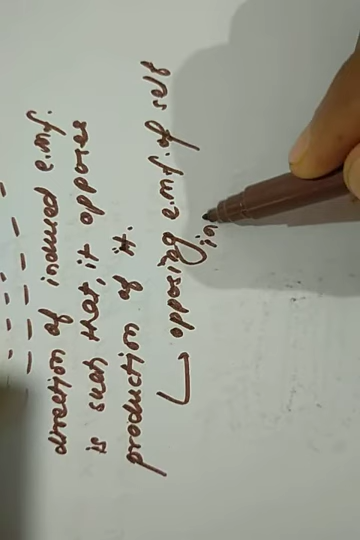 direction of induced e.m.f.
is such that, it opposes
production of it.
↳ opposing e.m.f. of self
in